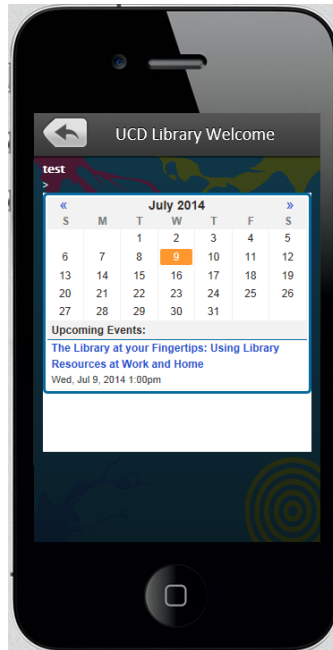 UCD Library Welcome
test
>
« July 2014 »
S M T W T F S
1 2 3 4 5
6 7 8 9 10 11 12
13 14 15 16 17 18 19
20 21 22 23 24 25 26
27 28 29 30 31
Upcoming Events:
The Library at your Fingertips: Using Library
Resources at Work and Home
Wed, Jul 9, 2014 1:00pm